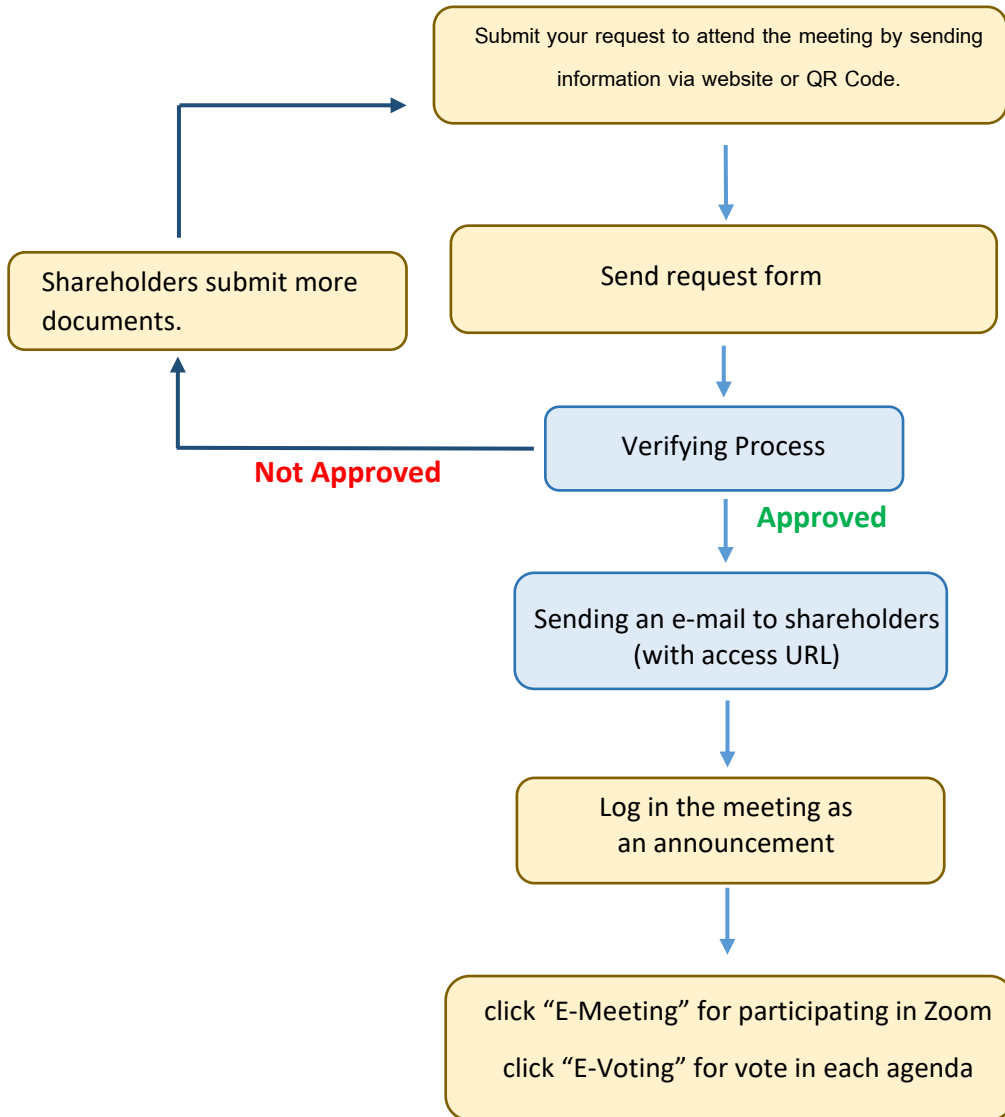 Submit your request to attend the meeting by sending
information via website or QR Code.
Send request form
Shareholders submit more
documents.
Verifying Process
Not Approved
Approved
Sending an e-mail to shareholders
(with access URL)
Log in the meeting as
an announcement
click “E-Meeting” for participating in Zoom
click “E-Voting” for vote in each agenda